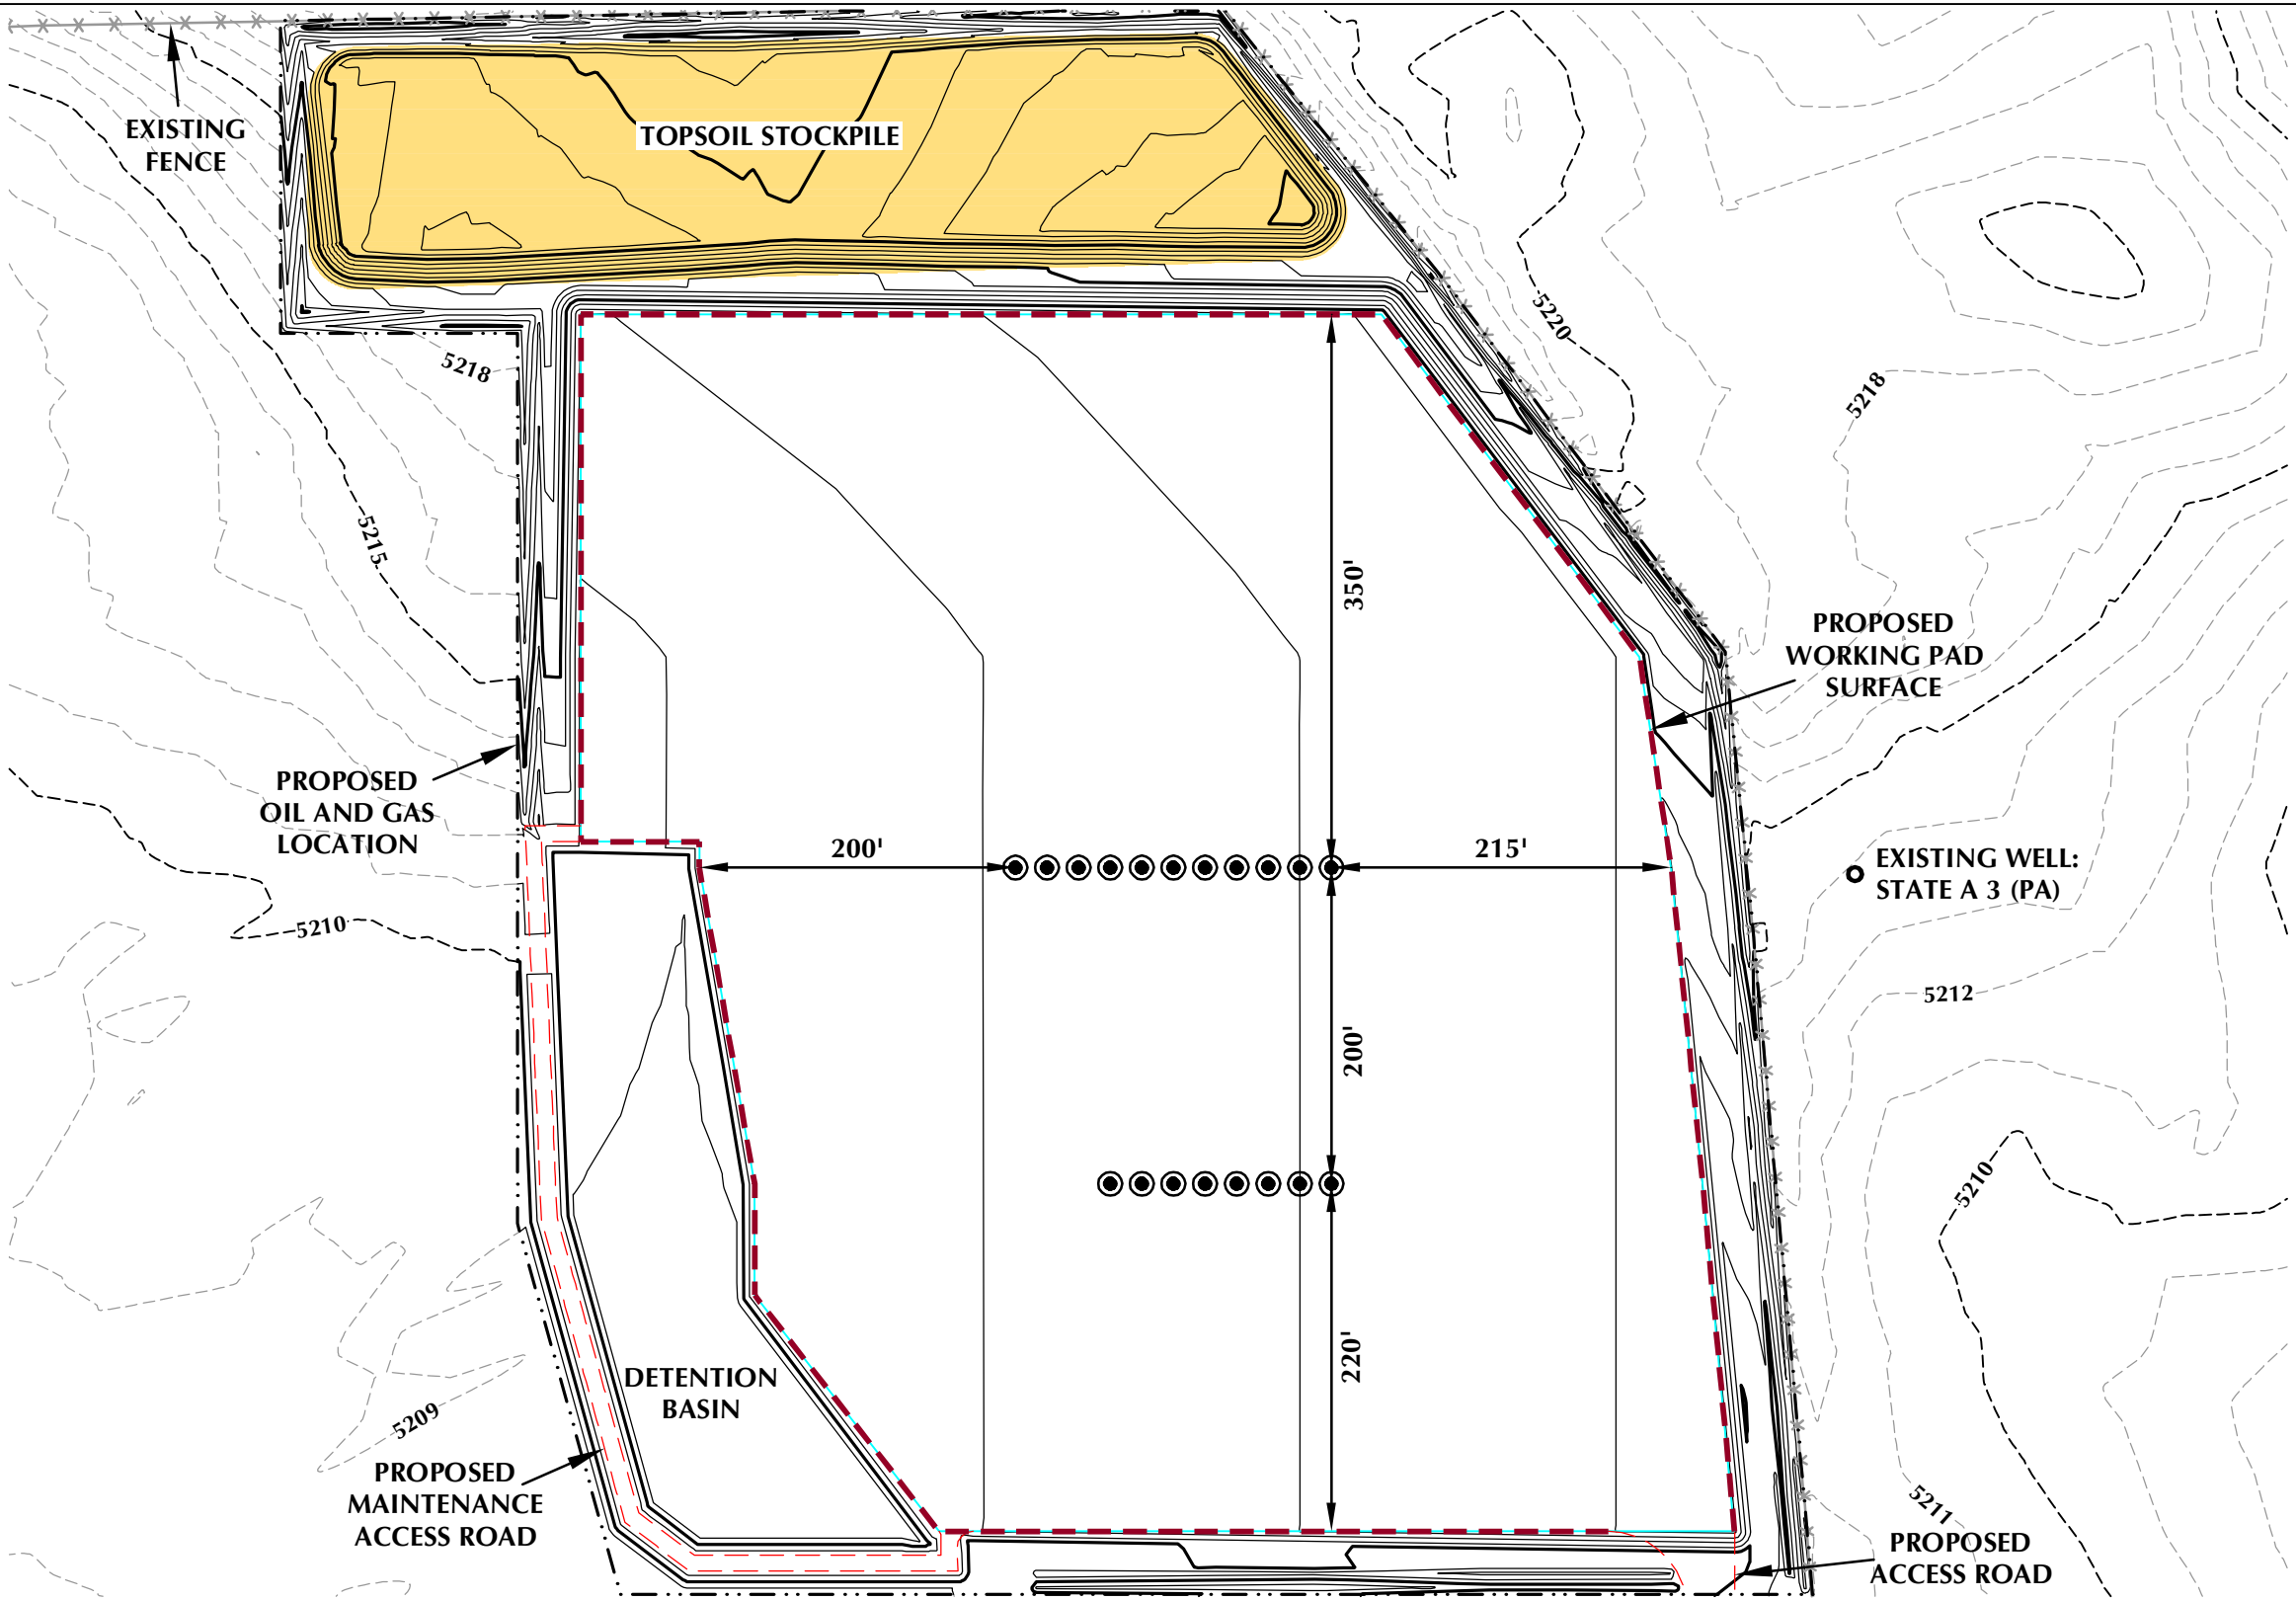 EXISTING
FENCE
TOPSOIL STOCKPILE
5220
5218
5218
5215
350'
PROPOSED
WORKING PAD
SURFACE
PROPOSED
OIL AND GAS
LOCATION
200'
215'
EXISTING WELL:
STATE A 3 (PA)
5210
5212
200'
5210
220'
DETENTION
BASIN
5209
PROPOSED
MAINTENANCE
ACCESS ROAD
5211
PROPOSED
ACCESS ROAD